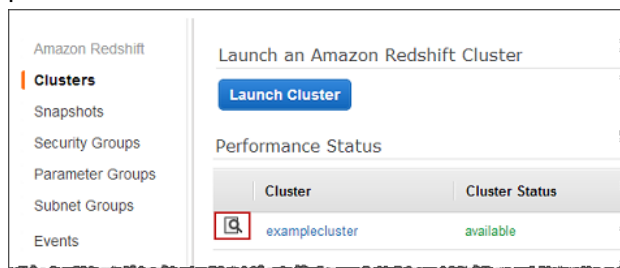 Amazon Redshift
Clusters
Snapshots
Security Groups
Parameter Groups
Subnet Groups
Events
Launch an Amazon Redshift Cluster
Launch Cluster
Performance Status
Cluster Cluster Status
examplecluster available